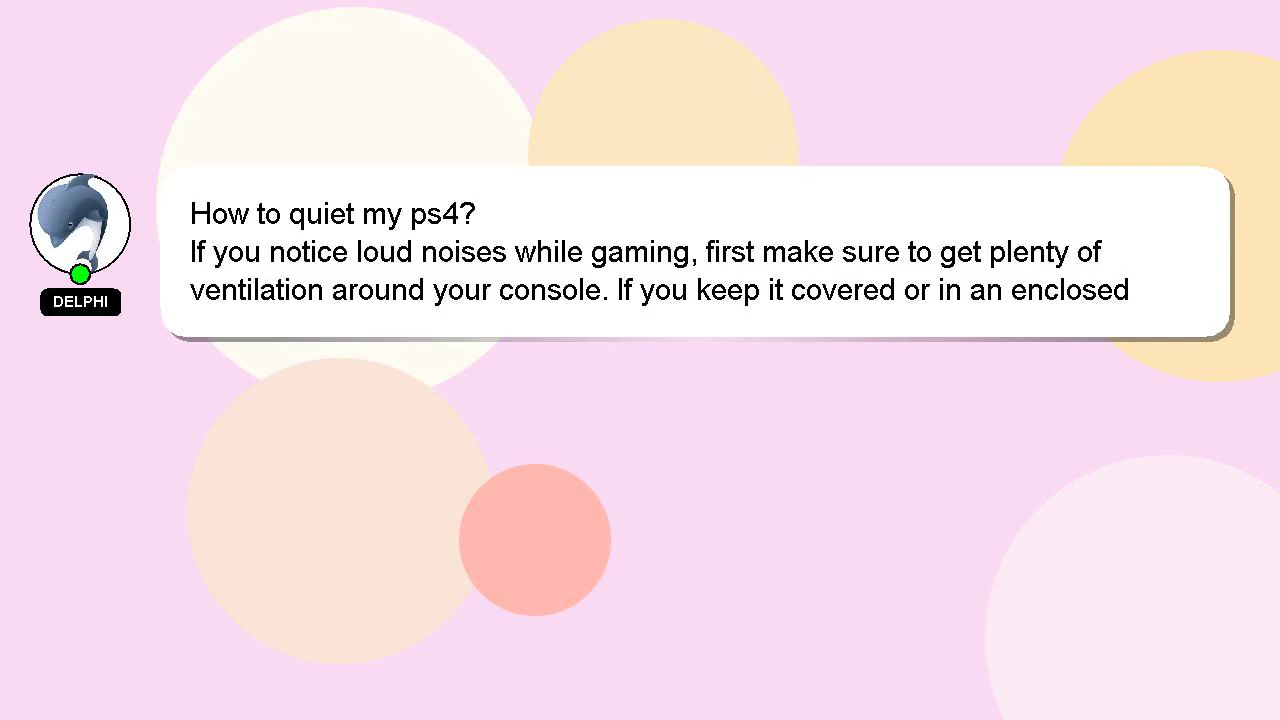 How to quiet my ps4?
If you notice loud noises while gaming, first make sure to get plenty of
ventilation around your console. If you keep it covered or in an enclosed
DELPHI